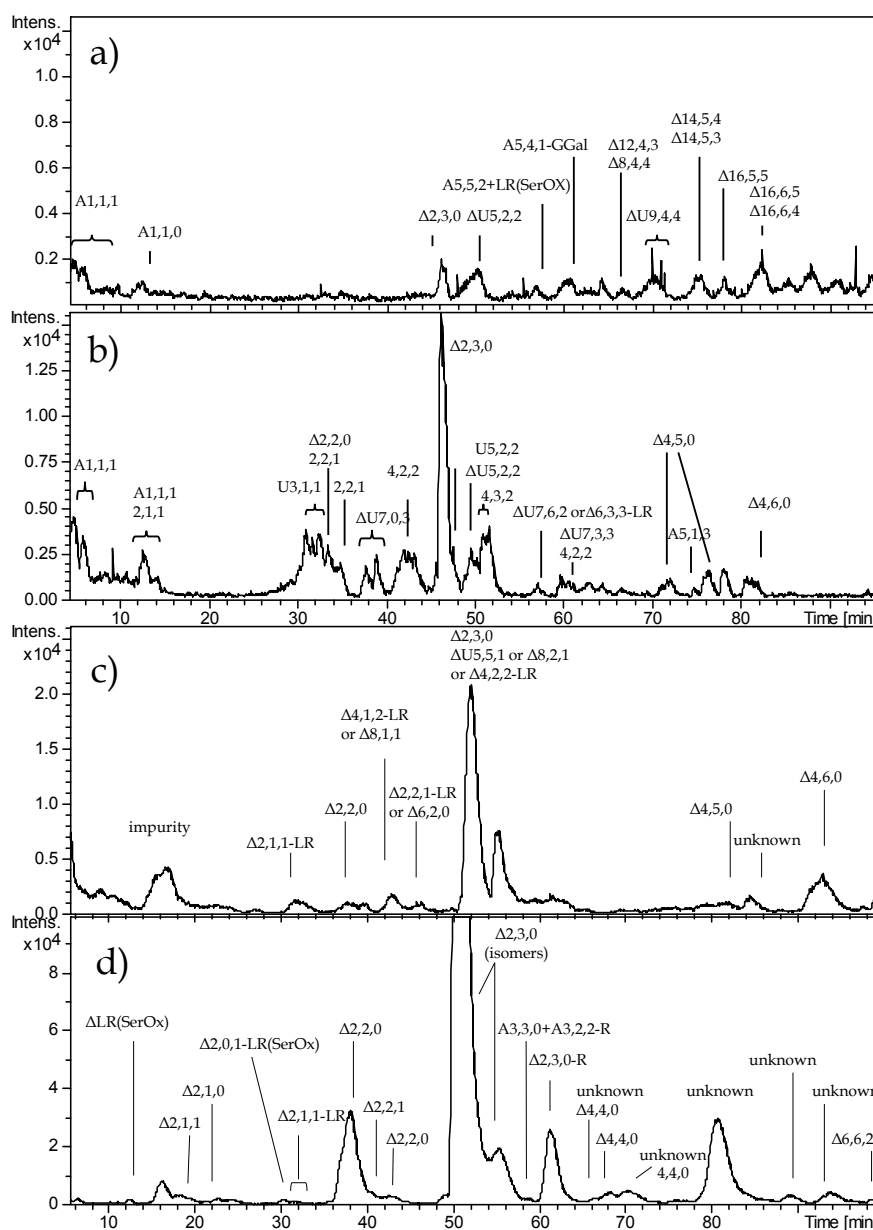 Intens.
x10⁴
a)
1.0
0.8
0.6
0.4
0.2
A1,1,1
A1,1,0
Δ2,3,0
ΔU5,2,2
A5,5,2+LR(SerOX)
A5,4,1-GGal
Δ12,4,3
Δ8,4,4
ΔU9,4,4
Δ14,5,4
Δ14,5,3
Δ16,5,5
Δ16,6,5
Δ16,6,4
Intens.
x10⁴
b)
1.25
1.00
0.75
0.50
0.25
0.00
A1,1,1
A1,1,1
2,1,1
U3,1,1
Δ2,2,0
2,2,1
2,2,1
ΔU7,0,3
4,2,2
Δ2,3,0
U5,2,2
ΔU5,2,2
4,3,2
ΔU7,6,2 or Δ6,3,3-LR
ΔU7,3,3
4,2,2
Δ4,5,0
A5,1,3
Δ4,6,0
10 20 30 40 50 60 70 80 Time [min]
Intens.
x10⁴
c)
2.0
1.5
1.0
0.5
0.0
impurity
Δ2,1,1-LR
Δ2,2,0
Δ4,1,2-LR
or Δ8,1,1
Δ2,2,1-LR
or Δ6,2,0
Δ2,3,0
ΔU5,5,1 or Δ8,2,1
or Δ4,2,2-LR
Δ4,5,0
unknown
Δ4,6,0
Intens.
x10⁴
d)
8
6
4
2
0
ΔLR(SerOx)
Δ2,1,1
Δ2,1,0
Δ2,0,1-LR(SerOx)
Δ2,1,1-LR
Δ2,2,0
Δ2,2,1
Δ2,2,0
Δ2,3,0
(isomers)
A3,3,0+A3,2,2-R
Δ2,3,0-R
unknown
Δ4,4,0
Δ4,4,0
unknown
4,4,0
unknown
unknown
unknown
Δ6,6,2
10 20 30 40 50 60 70 80 90 Time [min]